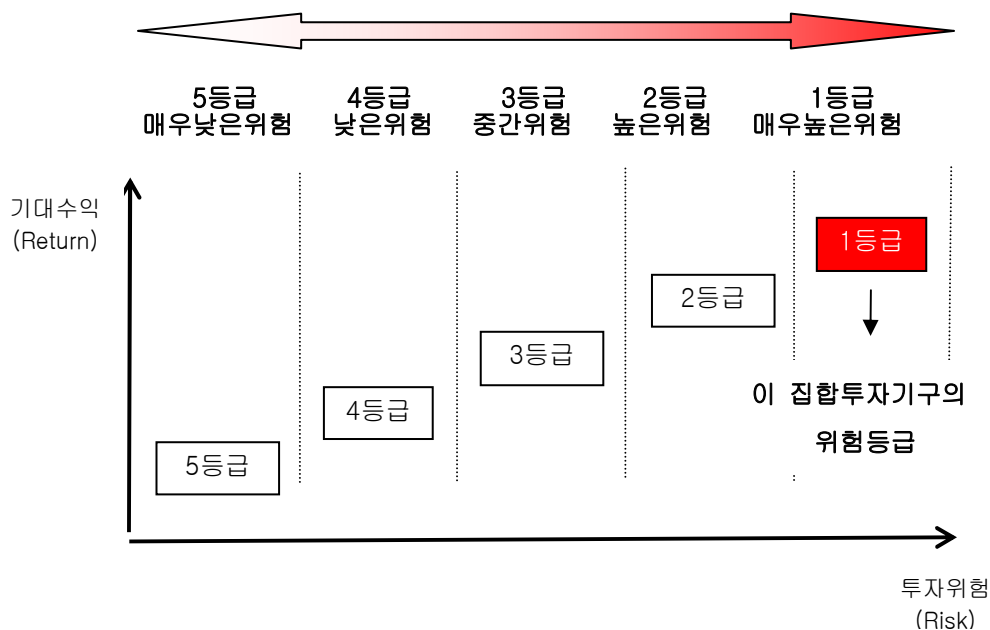 5등급
매우낮은위험
4등급
낮은위험
3등급
중간위험
2등급
높은위험
1등급
매우높은위험
기대수익
(Return)
1등급
2등급
3등급
4등급
5등급
이 집합투자기구의
위험등급
투자위험
(Risk)